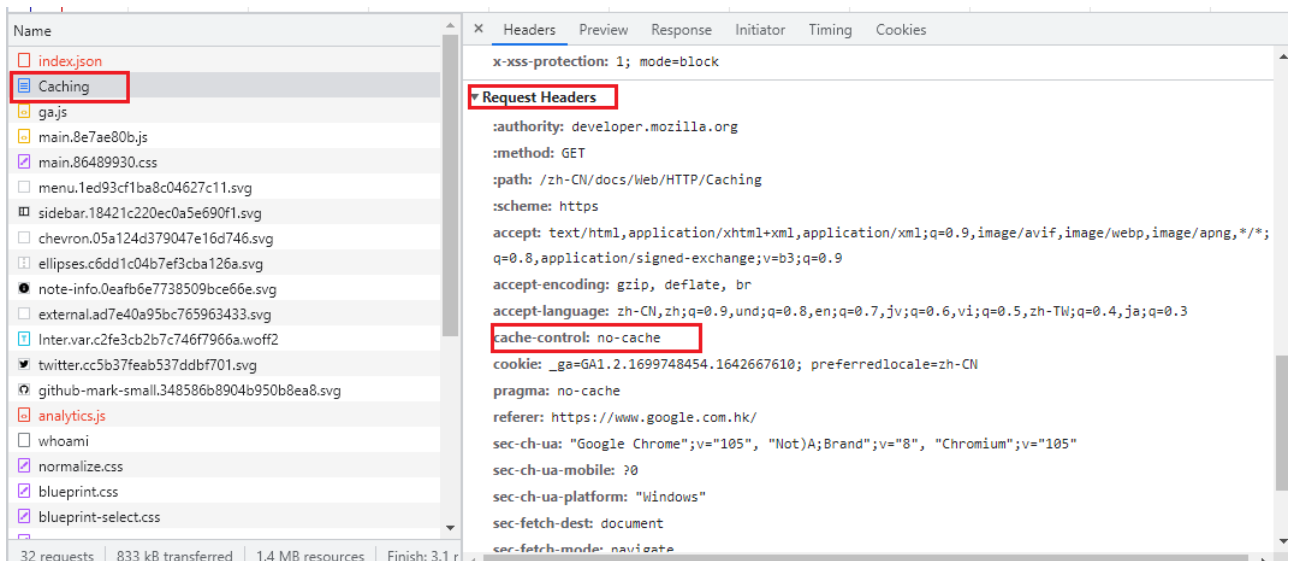 Name
index.json
Caching
ga.js
main.8e7ae80b.js
main.86489930.css
menu.1ed93cf1ba8c04627c11.svg
sidebar.18421c220ec0a5e690f1.svg
chevron.05a124d379047e16d746.svg
ellipses.c6dd1c04b7ef3cba126a.svg
note-info.0eafb6e7738509bce66e.svg
external.ad7e40a95bc765963433.svg
Inter.var.c2fe3cb2b7c746f7966a.woff2
twitter.cc5b37feab537ddbf701.svg
github-mark-small.348586b8904b950b8ea8.svg
analytics.js
whoami
normalize.css
blueprint.css
blueprint-select.css
32 requests 833 kB transferred 1.4 MB resources Finish: 3.1
× Headers Preview Response Initiator Timing Cookies
x-xss-protection: 1; mode=block
▼ Request Headers
:authority: developer.mozilla.org
:method: GET
:path: /zh-CN/docs/Web/HTTP/Caching
:scheme: https
accept: text/html,application/xhtml+xml,application/xml;q=0.9,image/avif,image/webp,image/apng,*/*;
q=0.8,application/signed-exchange;v=b3;q=0.9
accept-encoding: gzip, deflate, br
accept-language: zh-CN,zh;q=0.9,und;q=0.8,en;q=0.7,jv;q=0.6,vi;q=0.5,zh-TW;q=0.4,ja;q=0.3
cache-control: no-cache
cookie: _ga=GA1.2.1699748454.1642667610; preferredlocale=zh-CN
pragma: no-cache
referer: https://www.google.com.hk/
sec-ch-ua: "Google Chrome";v="105", "Not)A;Brand";v="8", "Chromium";v="105"
sec-ch-ua-mobile: ?0
sec-ch-ua-platform: "Windows"
sec-fetch-dest: document
sec-fetch-mode: navigate